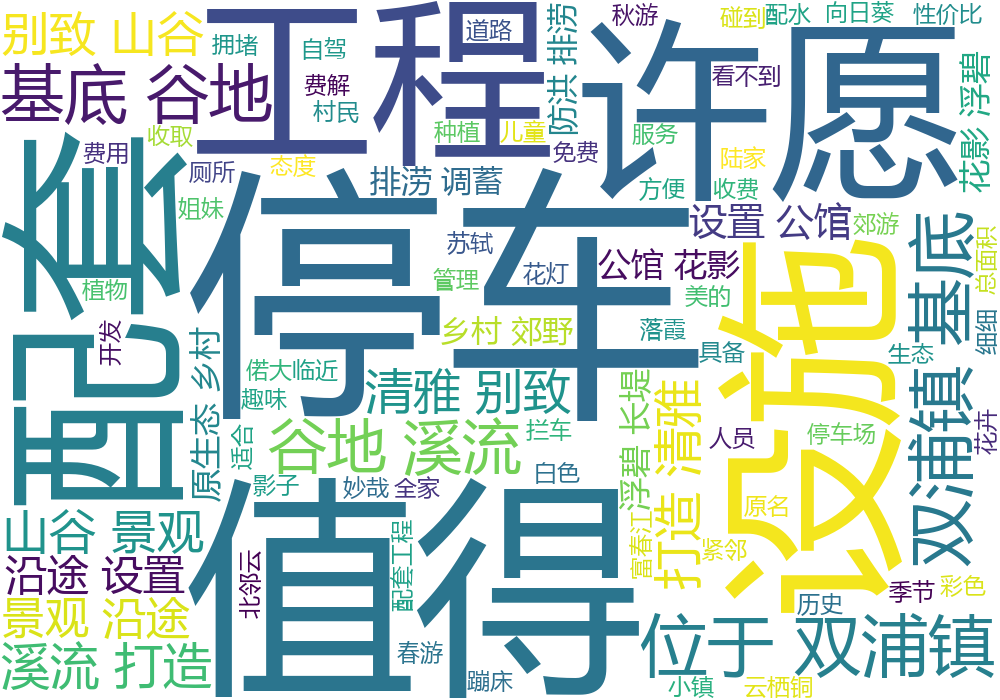 别致 山谷
拥堵
工程
自驾
道路
排涝
防洪
秋游
碰到
配水
向日葵
性价比
许愿
看不到
浮碧
花影
基底 谷地
费解
村民
收取
费用
厕所
态度
种植
儿童
免费
服务
陆家
方便
收费
配套
姐妹
停车
排涝 调蓄
苏轼
花灯
管理
设置 公馆
郊游
公馆 花影
美的
总面积
基底
植物
开发
乡村 郊野
落霞
具备
生态
细细
设施
乡村
原生态
偌大临近
趣味
清雅 别致
适合
谷地 溪流
拦车
长堤
浮碧
清雅
打造
人员
停车场
双浦镇
花卉
山谷 景观
影子
妙哉
全家
白色
值得
原名
沿途 设置
北邻云
配套工程
富春江
紧邻
季节
彩色
历史
景观 沿途
溪流 打造
春游
蹦床
位于 双浦镇
小镇
云栖铜